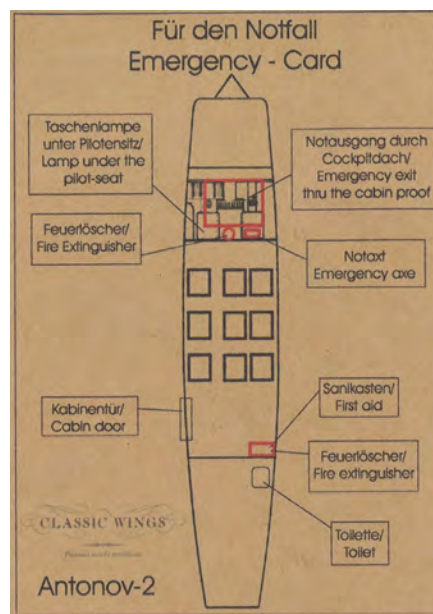 Für den Notfall
Emergency - Card
Taschenlampe
unter Pilotensitz/
Lamp under the
pilot-seat
Notausgang durch
Cockpitdach/
Emergency exit
thru the cabin proof
Feuerlöscher/
Fire Extinguisher
Notaxt
Emergency axe
Kabinentür/
Cabin door
Sanikasten/
First aid
Feuerlöscher/
Fire extinguisher
Toilette/
Toilet
CLASSIC WINGS
Antonov-2